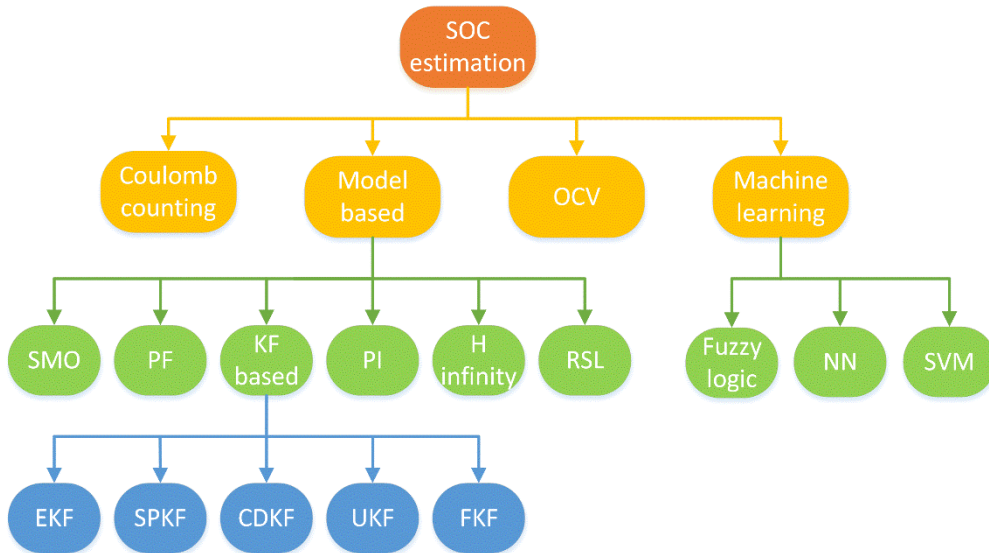 SOC
estimation
Coulomb
counting
Model
based
OCV
Machine
learning
SMO
PF
KF
based
PI
H
infinity
RSL
Fuzzy
logic
NN
SVM
EKF
SPKF
CDKF
UKF
FKF